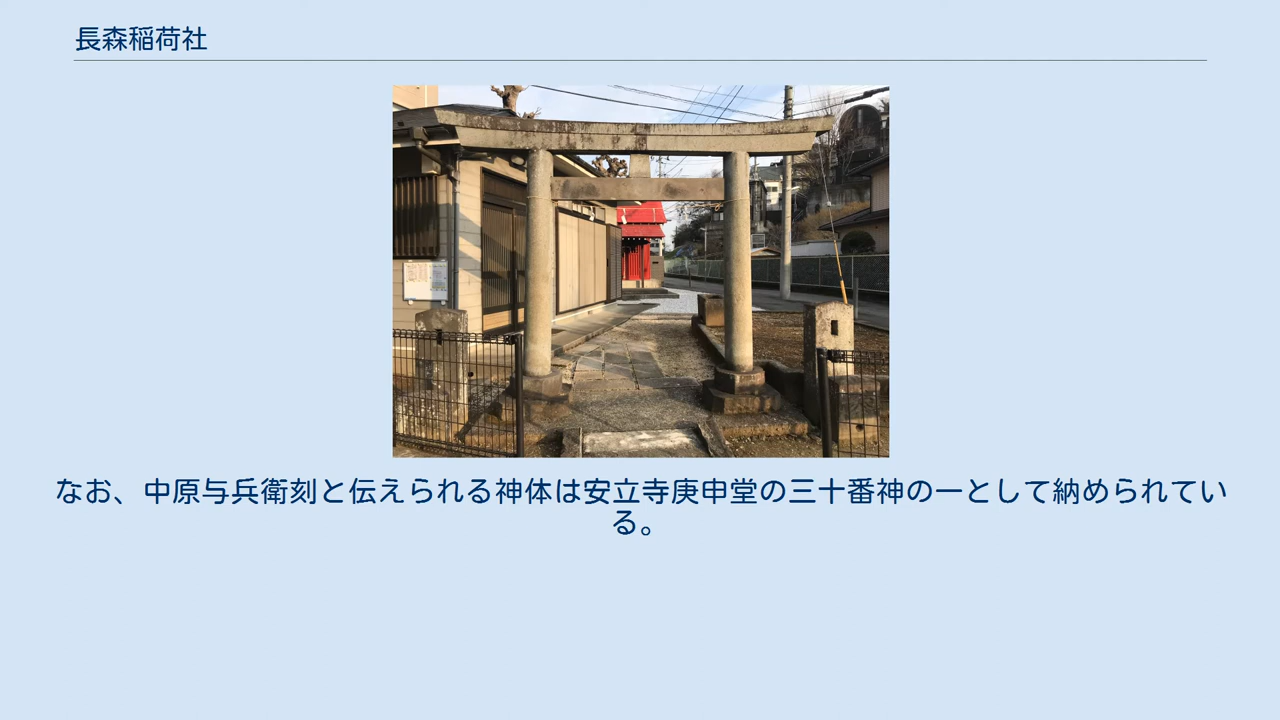 長森稲荷社
なお、中原与兵衛刻と伝えられる神体は安立寺庚申堂の三十番神の一として納められてい
る。